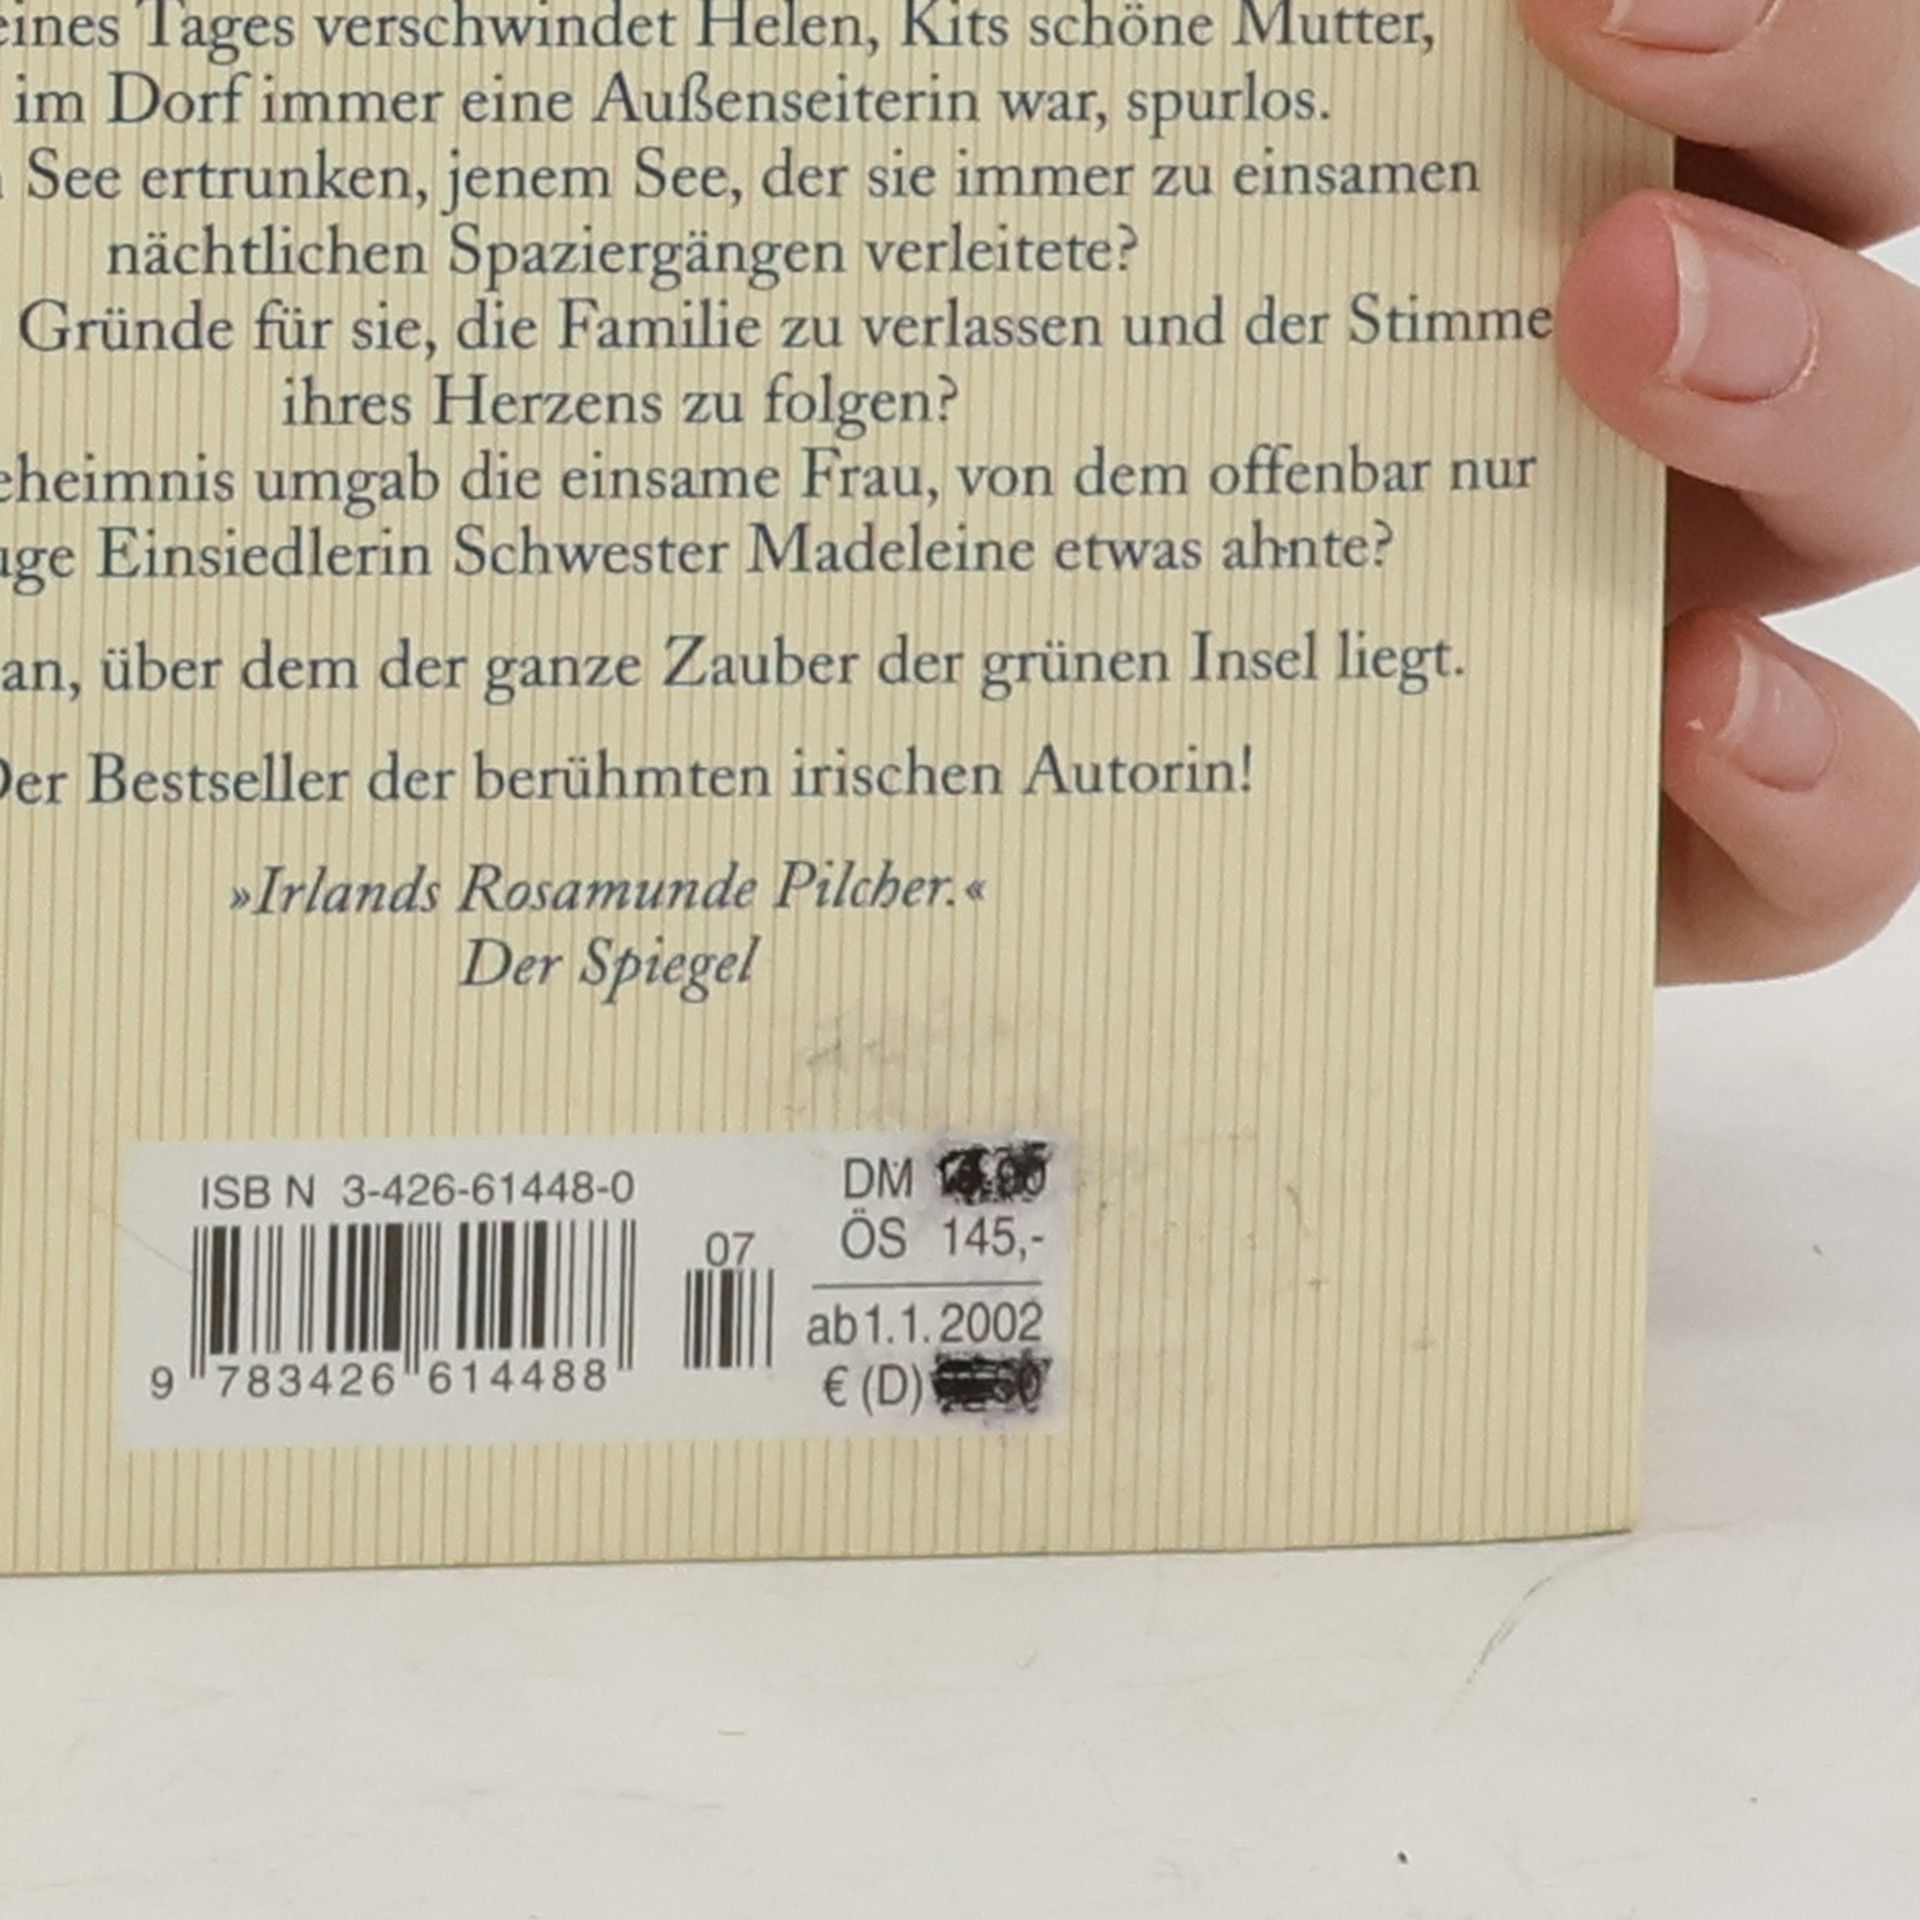 eines Tages verschwindet Helen, Kits schöne Mutter,
im Dorf immer eine Außenseiterin war, spurlos.
See ertrunken, jenem See, der sie immer zu einsamen
nächtlichen Spaziergängen verleitete?
Gründe für sie, die Familie zu verlassen und der Stimme
ihres Herzens zu folgen?
eheimnis umgab die einsame Frau, von dem offenbar nur
uge Einsiedlerin Schwester Madeleine etwas ahnte?
an, über dem der ganze Zauber der grünen Insel liegt.
Der Bestseller der berühmten irischen Autorin!
»Irlands Rosamunde Pilcher.«
Der Spiegel
ISBN 3-426-61448-0
07
9 783426 614488
DM
ÖS 145,-
ab 1.1.2002
€ (D)